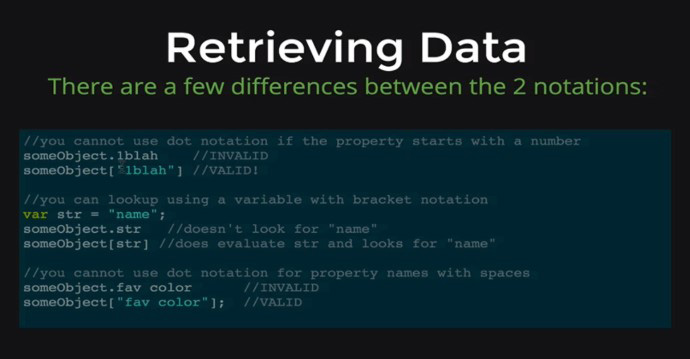 Retrieving Data
There are a few differences between the 2 notations:
//you cannot use dot notation if the property starts with a number
someObject.1blah //INVALID
someObject["1blah"] //VALID!
//you can lookup using a variable with bracket notation
var str = "name";
someObject.str //doesn't look for "name"
someObject[str] //does evaluate str and looks for "name"
//you cannot use dot notation for property names with spaces
someObject.fav color //INVALID
someObject["fav color"]; //VALID